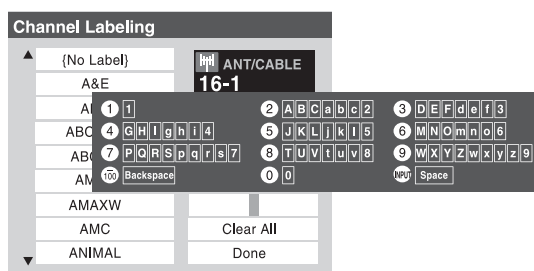 Channel Labeling
{No Label}
ANT/CABLE
A&E
16-1
1 1
2 A B C a b c 2
3 D E F d e f 3
4 G H I g h i 4
5 J K L j k l 5
6 M N O m n o 6
7 P Q R S p q r s 7
8 T U V t u v 8
9 W X Y Z w x y z 9
100 Backspace
0 0
INPUT Space
AMAXW
AMC
Clear All
ANIMAL
Done